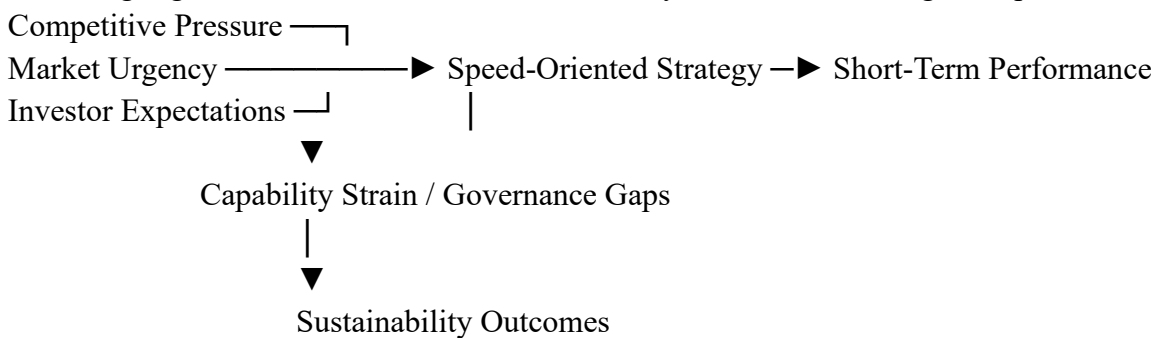 Competitive Pressure
Market Urgency Speed-Oriented Strategy Short-Term Performance
Investor Expectations
Capability Strain / Governance Gaps
Sustainability Outcomes